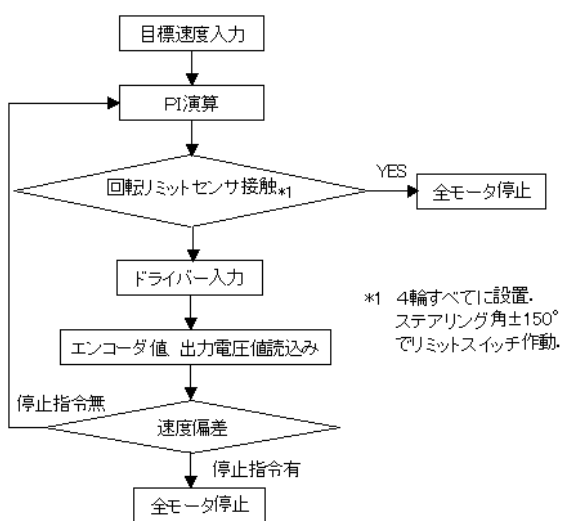 目標速度入力
PI演算
回転リミットセンサ接触*1
YES
全モータ停止
ドライバー入力
*1 4輪すべてに設置.
ステアリング角±150°
でリミットスイッチ作動.
エンコーダ値、出力電圧値読込み
停止指令無
速度偏差
停止指令有
全モータ停止